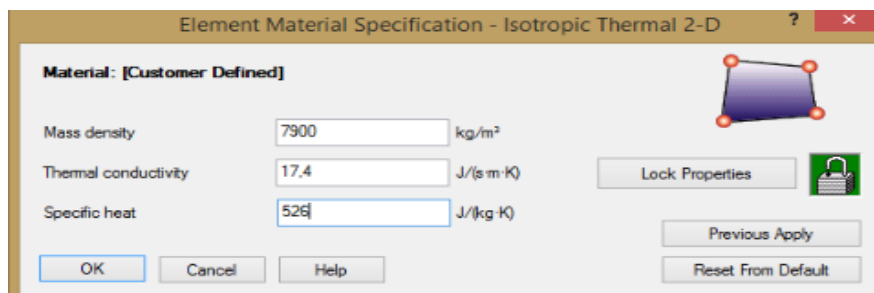 Element Material Specification - Isotropic Thermal 2-D ? ×
Material: [Customer Defined]
Mass density 7900 kg/m³
Thermal conductivity 17,4 J/(s·m·K) Lock Properties
Specific heat 526 J/(kg·K)
Previous Apply
OK Cancel Help Reset From Default